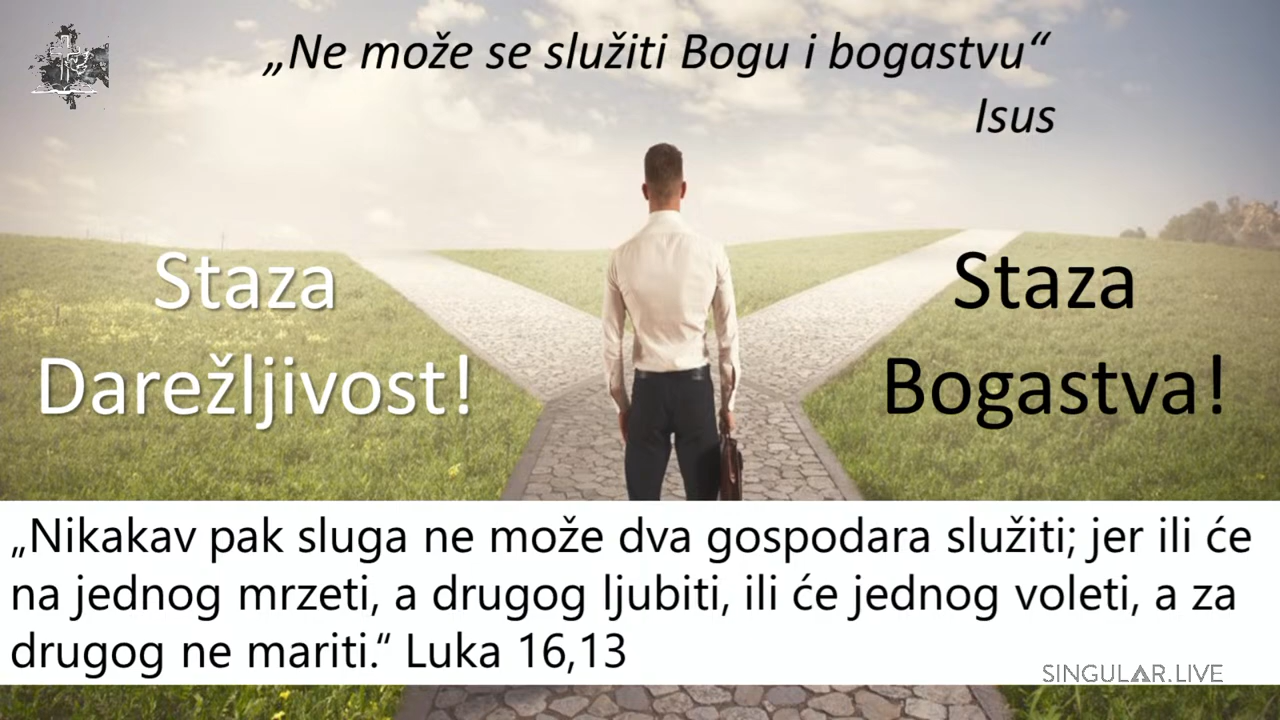 „Ne može se služiti Bogu i bogastvu“
Isus
Staza
Darežljivost!
Staza
Bogastva!
„Nikakav pak sluga ne može dva gospodara služiti; jer ili će
na jednog mrzeti, a drugog ljubiti, ili će jednog voleti, a za
drugog ne mariti.“ Luka 16,13
SINGULAR.LIVE